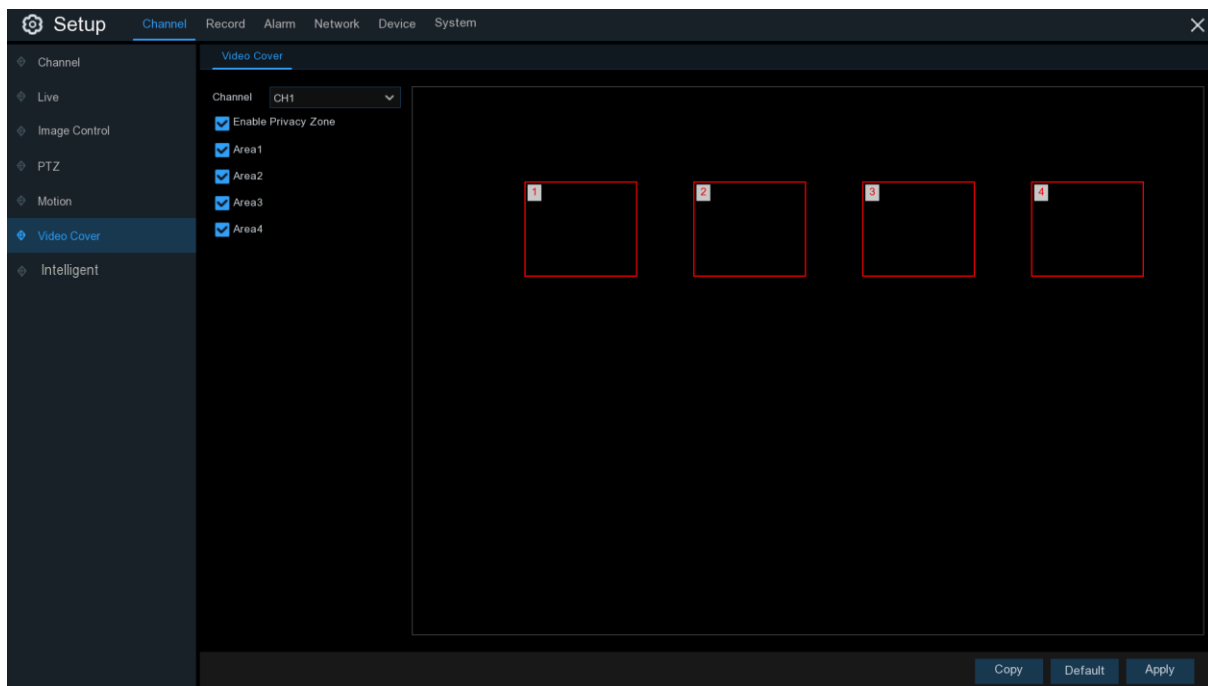 Setup Channel Record Alarm Network Device System
Channel
Live
Image Control
PTZ
Motion
Video Cover
Intelligent
Video Cover
Channel CH1
Enable Privacy Zone
Area1
Area2
Area3
Area4
1 2 3 4
Copy Default Apply